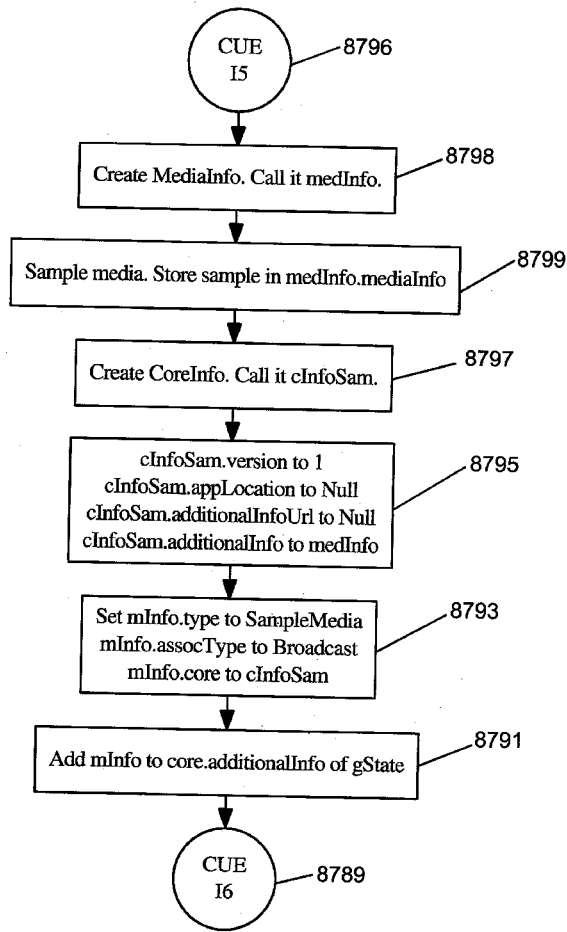 CUE
I5
8796
Create MediaInfo. Call it medInfo.
8798
Sample media. Store sample in medInfo.mediaInfo
8799
Create CoreInfo. Call it cInfoSam.
8797
cInfoSam.version to 1
cInfoSam.appLocation to Null
cInfoSam.additionalInfoUrl to Null
cInfoSam.additionalInfo to medInfo
8795
Set mInfo.type to SampleMedia
mInfo.assocType to Broadcast
mInfo.core to cInfoSam
8793
Add mInfo to core.additionalInfo of gState
8791
CUE
I6
8789